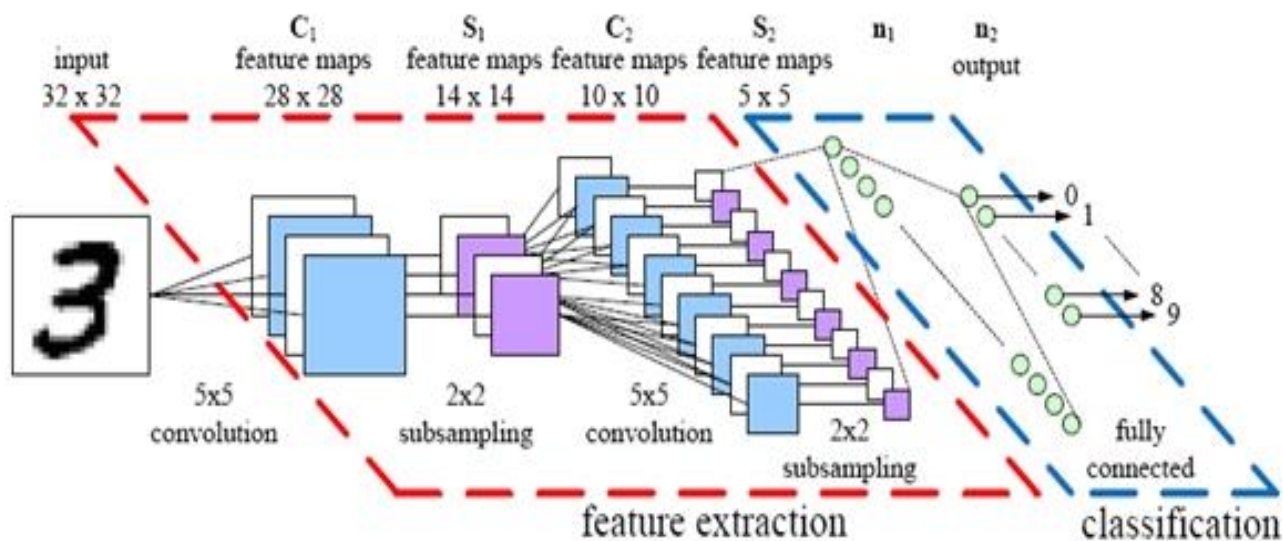 C1 S1 C2 S2 n1 n2
input feature maps feature maps feature maps feature maps output
32 x 32 28 x 28 14 x 14 10 x 10 5 x 5
0
1
8
9
3
5x5 2x2 5x5 2x2 fully
convolution subsampling convolution subsampling connected
feature extraction classification